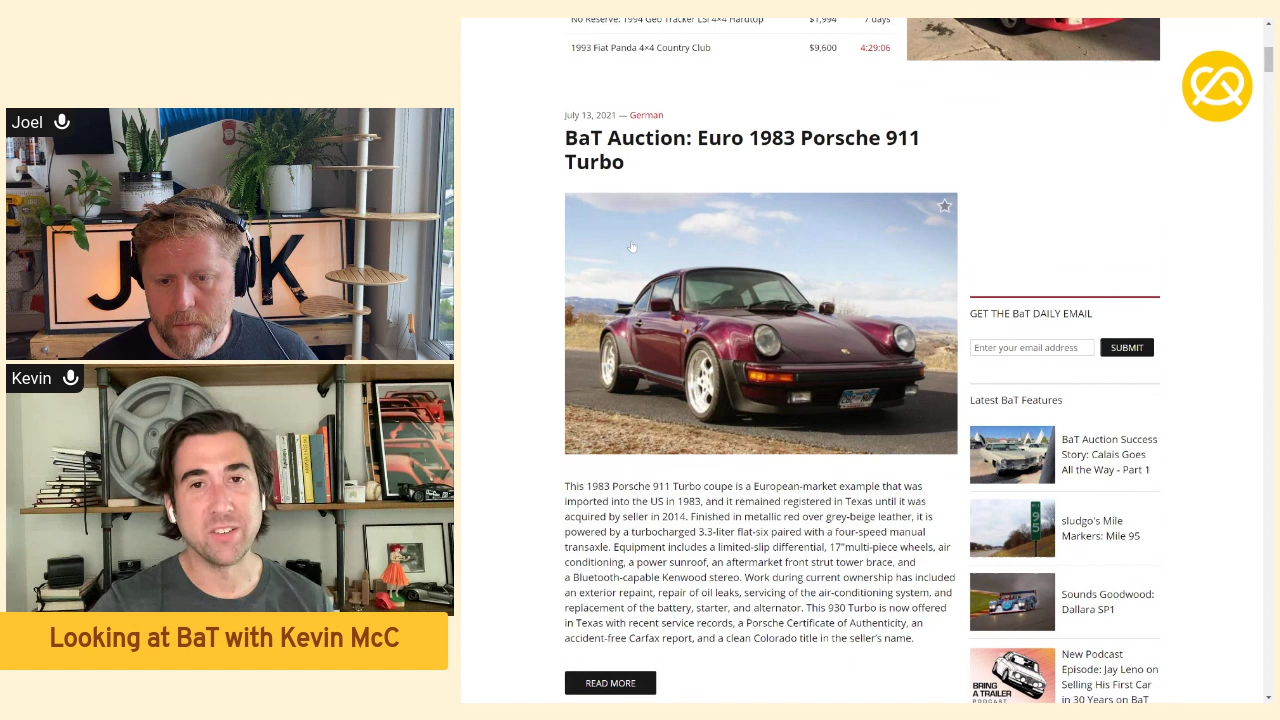 No Reserve: 1994 Geo Tracker LSi 4×4 Hardtop $1,994 7 days
1993 Fiat Panda 4×4 Country Club $9,600 4:29:06
Joel
J K
Kevin
Looking at BaT with Kevin McC
July 13, 2021 — German
BaT Auction: Euro 1983 Porsche 911
Turbo
This 1983 Porsche 911 Turbo coupe is a European-market example that was
imported into the US in 1983, and it remained registered in Texas until it was
acquired by seller in 2014. Finished in metallic red over grey-beige leather, it is
powered by a turbocharged 3.3-liter flat-six paired with a four-speed manual
transaxle. Equipment includes a limited-slip differential, 17"multi-piece wheels, air
conditioning, a power sunroof, an aftermarket front strut tower brace, and
a Bluetooth-capable Kenwood stereo. Work during current ownership has included
an exterior repaint, repair of oil leaks, servicing of the air-conditioning system, and
replacement of the battery, starter, and alternator. This 930 Turbo is now offered
in Texas with recent service records, a Porsche Certificate of Authenticity, an
accident-free Carfax report, and a clean Colorado title in the seller's name.
READ MORE
GET THE BaT DAILY EMAIL
Enter your email address SUBMIT
Latest BaT Features
BaT Auction Success
Story: Calais Goes
All the Way - Part 1
sludgo's Mile
Markers: Mile 95
95
Sounds Goodwood:
Dallara SP1
New Podcast
Episode: Jay Leno on
Selling His First Car
in 30 Years on BaT
BRING
A TRAILER
PODCAST